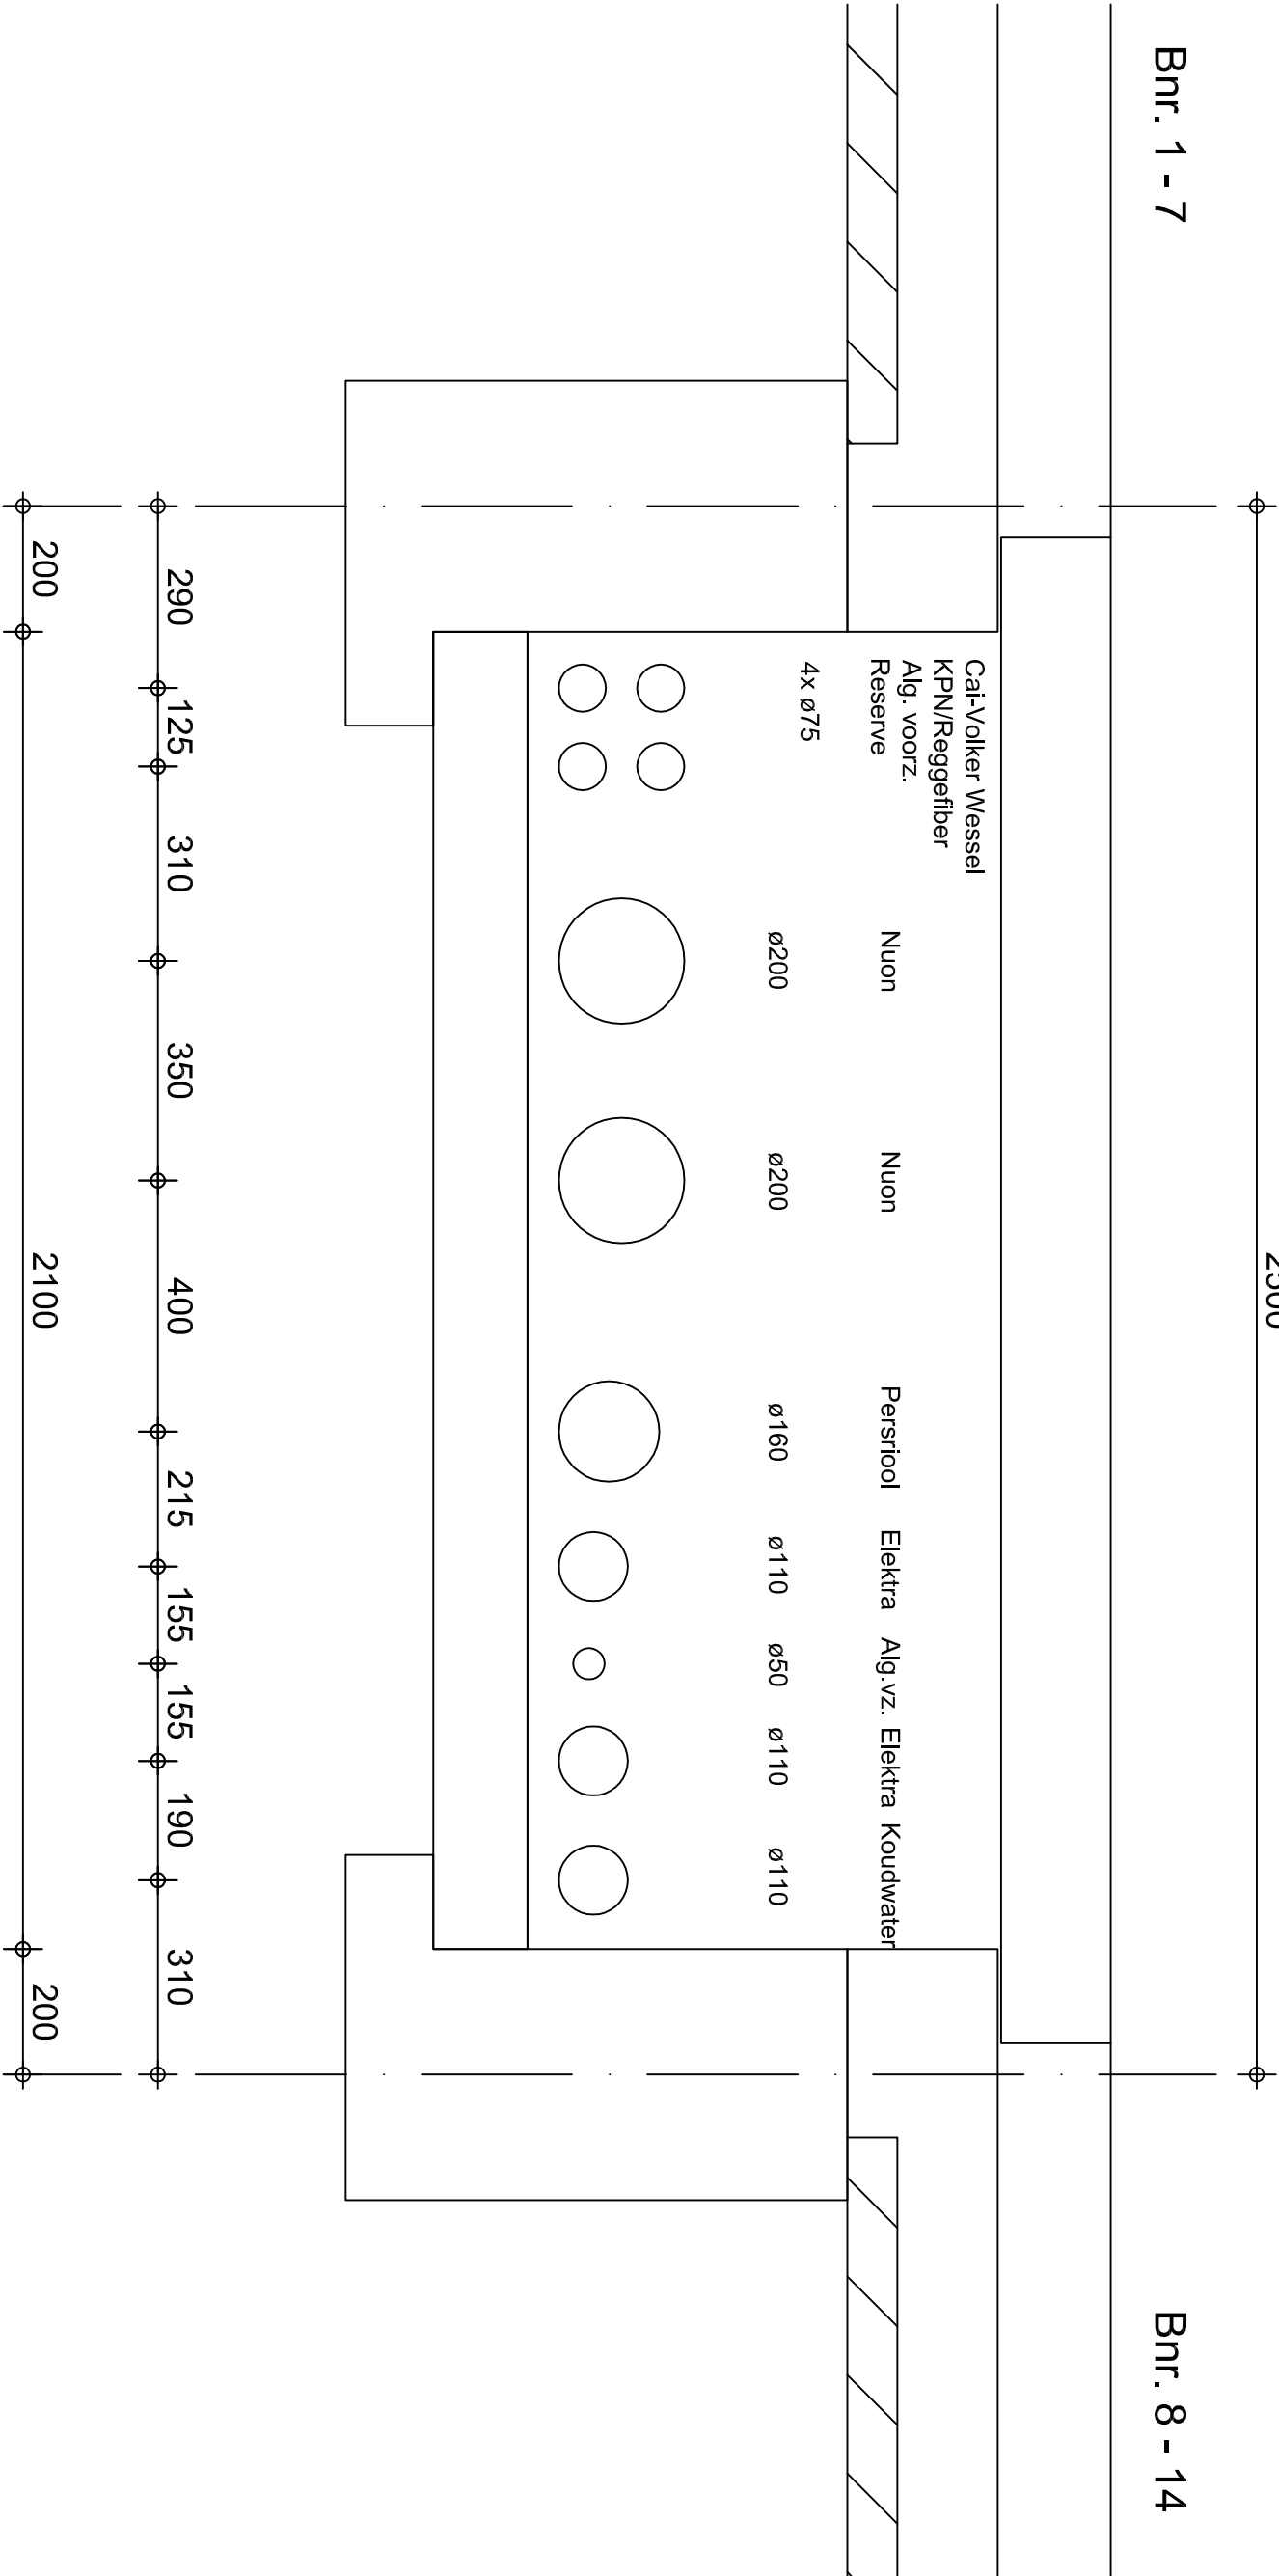 Bnr. 1 - 7
Bnr. 8 - 14
Cai-Volker Wessel
KPN/Reggefiber
Alg. voorz.
Reserve
Nuon
Nuon
Persriool
Elektra
Alg.vz.
Elektra
Koudwater
4x ø75
ø200
ø200
ø160
ø110
ø50
ø110
ø110
290
125
310
350
400
215
155
155
190
310
200
2100
200